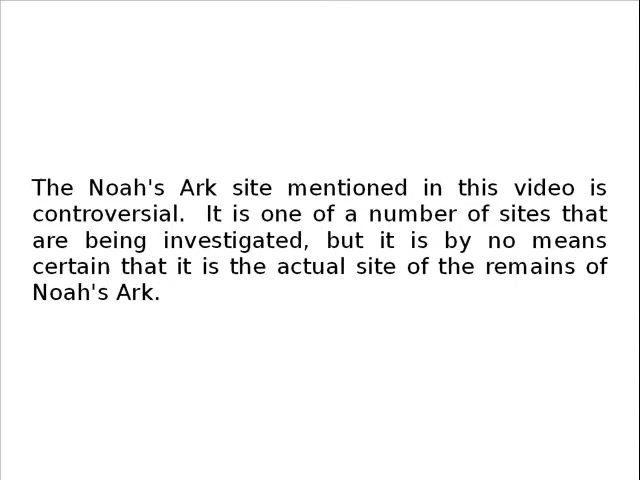 The Noah's Ark site mentioned in this video is
controversial.  It is one of a number of sites that
are being investigated, but it is by no means
certain that it is the actual site of the remains of
Noah's Ark.